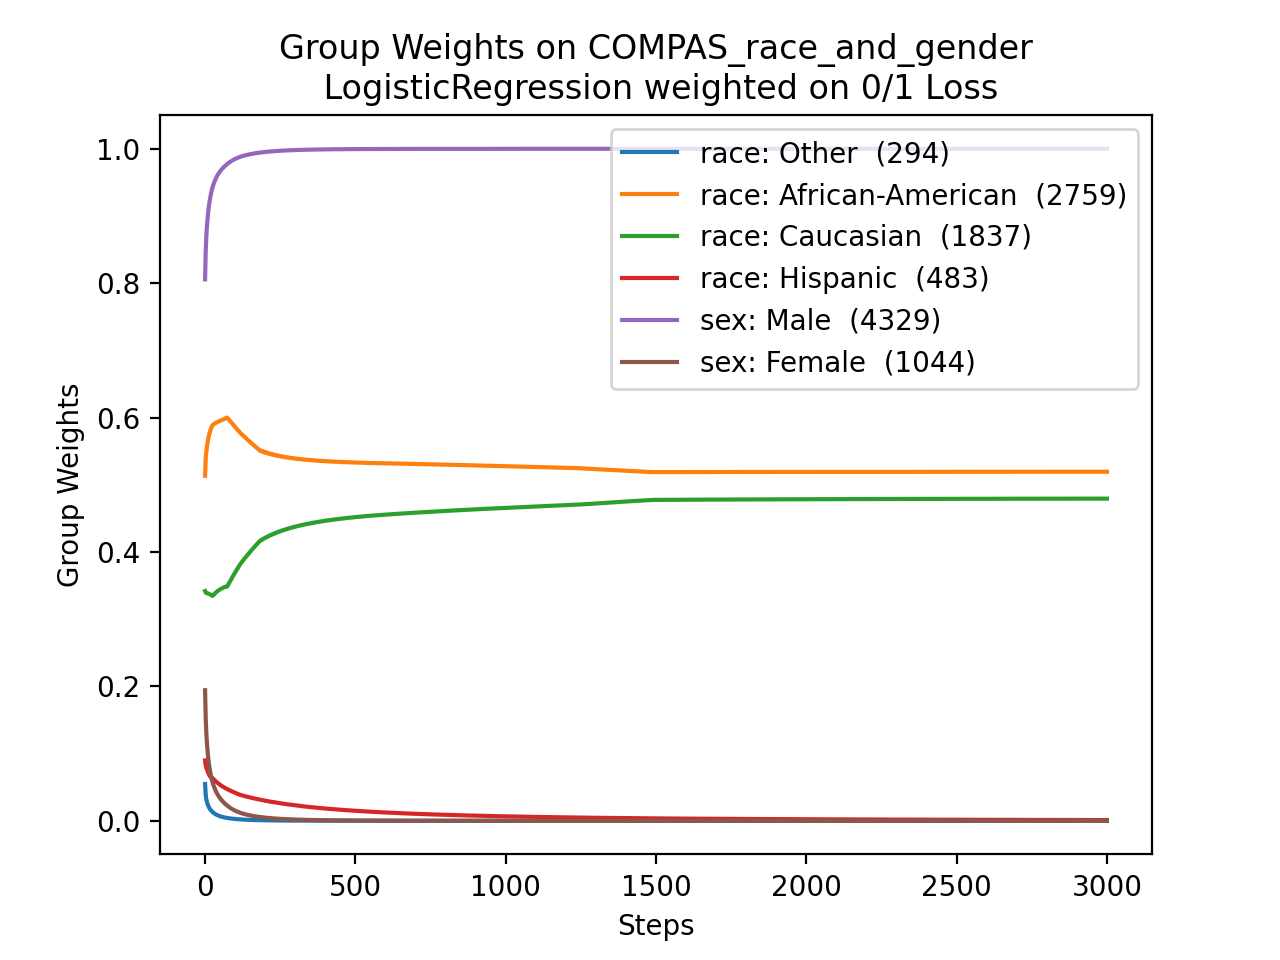 Group Weights on COMPAS_race_and_gender
LogisticRegression weighted on 0/1 Loss
Group Weights
1.0
0.8
0.6
0.4
0.2
0.0
race: Other  (294)
race: African-American  (2759)
race: Caucasian  (1837)
race: Hispanic  (483)
sex: Male  (4329)
sex: Female  (1044)
0 500 1000 1500 2000 2500 3000
Steps